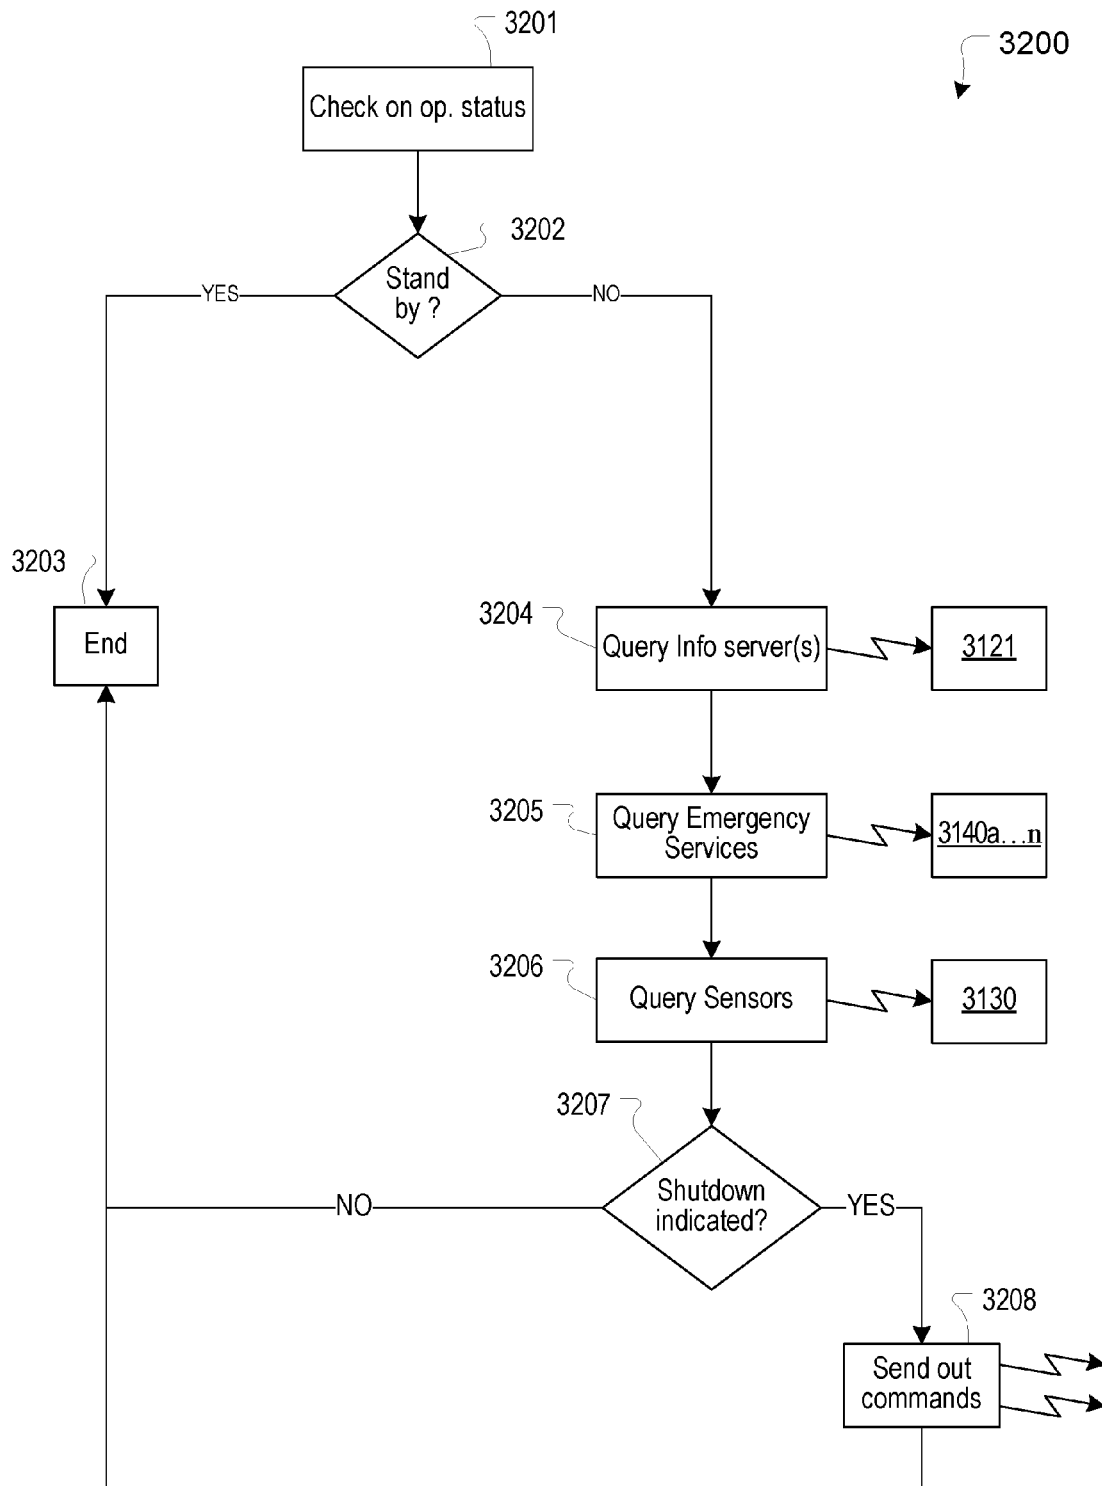 3201
3200
Check on op. status
3202
Stand
by ?
YES
NO
3203
End
3204
Query Info server(s)
3121
3205
Query Emergency
Services
3140a...n
3206
Query Sensors
3130
3207
Shutdown
indicated?
NO
YES
3208
Send out
commands